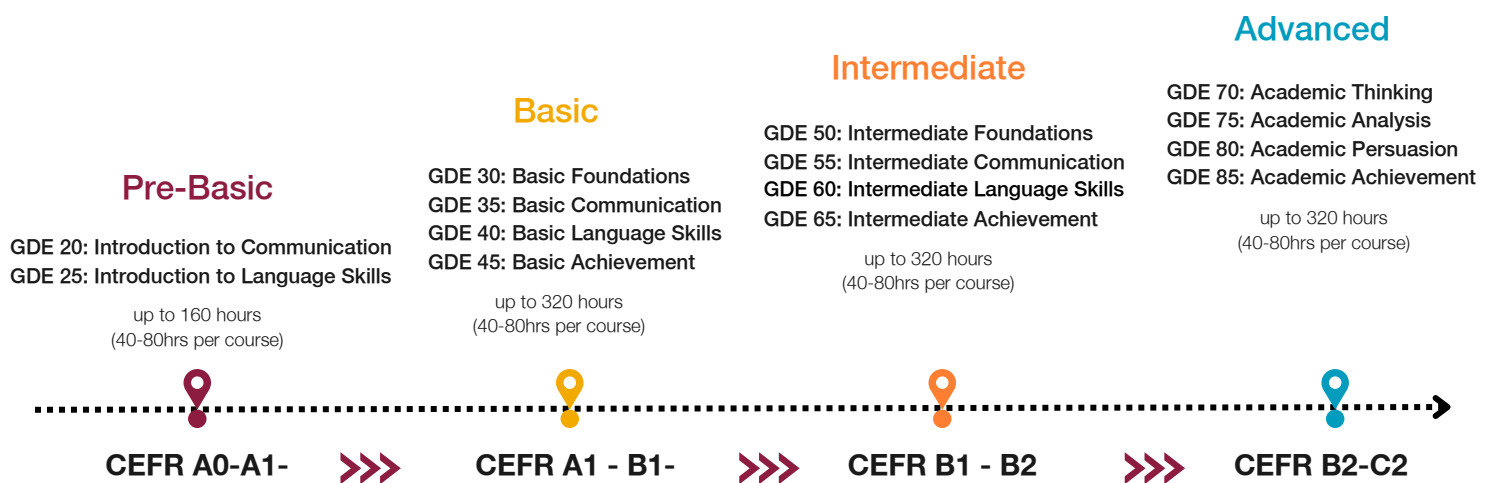 Pre-Basic
GDE 20: Introduction to Communication
GDE 25: Introduction to Language Skills
up to 160 hours
(40-80hrs per course)
CEFR A0-A1-
Basic
GDE 30: Basic Foundations
GDE 35: Basic Communication
GDE 40: Basic Language Skills
GDE 45: Basic Achievement
up to 320 hours
(40-80hrs per course)
CEFR A1 - B1-
Intermediate
GDE 50: Intermediate Foundations
GDE 55: Intermediate Communication
GDE 60: Intermediate Language Skills
GDE 65: Intermediate Achievement
up to 320 hours
(40-80hrs per course)
CEFR B1 - B2
Advanced
GDE 70: Academic Thinking
GDE 75: Academic Analysis
GDE 80: Academic Persuasion
GDE 85: Academic Achievement
up to 320 hours
(40-80hrs per course)
CEFR B2-C2